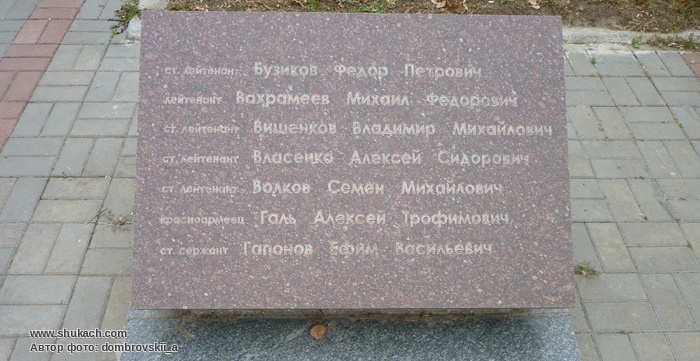 ст. лейтенант Бузиков Федор Петрович
лейтенант Вахрамеев Михаил Федорович
ст. лейтенант Вишенков Владимир Михайлович
ст. лейтенант Власенко Алексей Сидорович
ст. лейтенант Волков Семен Михайлович
красноармеец Галь Алексей Трофимович
ст. сержант Гапонов Ефим Васильевич
www.shukach.com
Автор фото: dombrovskii_a